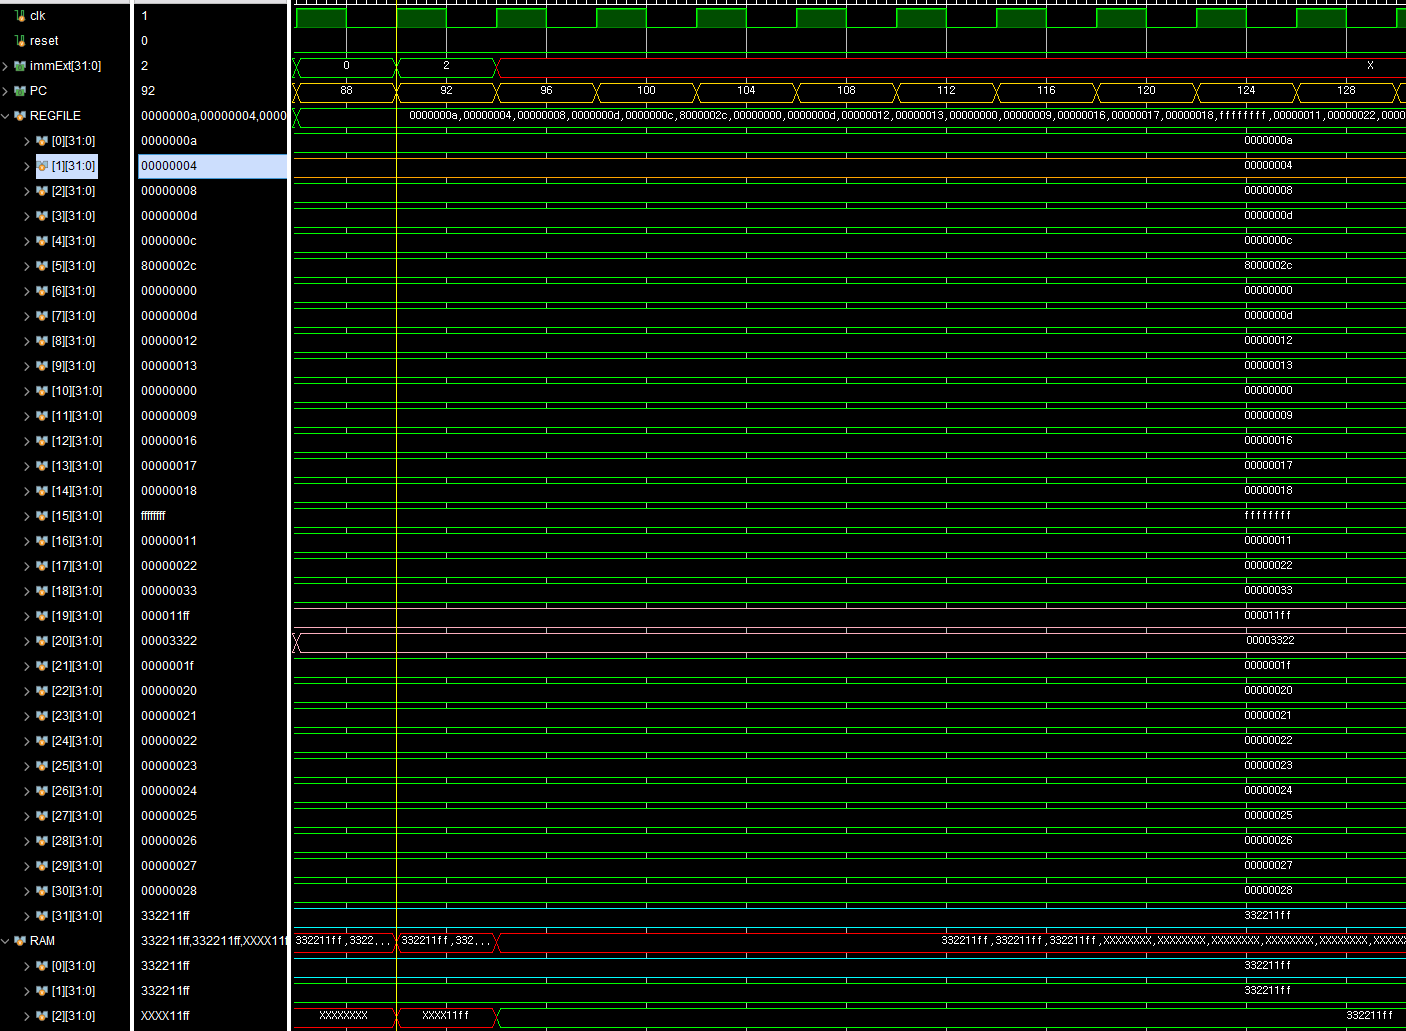 clk 1
reset 0
immExt[31:0] 2 0 2 X
PC 92 88 92 96 100 104 108 112 116 120 124 128
REGFILE 0000000a,00000004,0000 0000000a,00000004,00000008,0000000d,0000000c,8000002c,00000000,0000000d,00000012,00000013,00000000,00000009,00000016,00000017,00000018,ffffffff,00000011,00000022,0000
[0][31:0] 0000000a 0000000a
[1][31:0] 00000004 00000004
[2][31:0] 00000008 00000008
[3][31:0] 0000000d 0000000d
[4][31:0] 0000000c 0000000c
[5][31:0] 8000002c 8000002c
[6][31:0] 00000000 00000000
[7][31:0] 0000000d 0000000d
[8][31:0] 00000012 00000012
[9][31:0] 00000013 00000013
[10][31:0] 00000000 00000000
[11][31:0] 00000009 00000009
[12][31:0] 00000016 00000016
[13][31:0] 00000017 00000017
[14][31:0] 00000018 00000018
[15][31:0] ffffffff ffffffff
[16][31:0] 00000011 00000011
[17][31:0] 00000022 00000022
[18][31:0] 00000033 00000033
[19][31:0] 000011ff 000011ff
[20][31:0] 00003322 00003322
[21][31:0] 0000001f 0000001f
[22][31:0] 00000020 00000020
[23][31:0] 00000021 00000021
[24][31:0] 00000022 00000022
[25][31:0] 00000023 00000023
[26][31:0] 00000024 00000024
[27][31:0] 00000025 00000025
[28][31:0] 00000026 00000026
[29][31:0] 00000027 00000027
[30][31:0] 00000028 00000028
[31][31:0] 332211ff 332211ff
RAM 332211ff,332211ff,XXXX11f 332211ff,3322... 332211ff,332... 332211ff,332211ff,332211ff,XXXXXXXX,XXXXXXXX,XXXXXXXX,XXXXXXXX,XXXXXXXX,XXXXX
[0][31:0] 332211ff 332211ff
[1][31:0] 332211ff 332211ff
[2][31:0] XXXX11ff XXXXXXXX XXXX11ff 332211ff